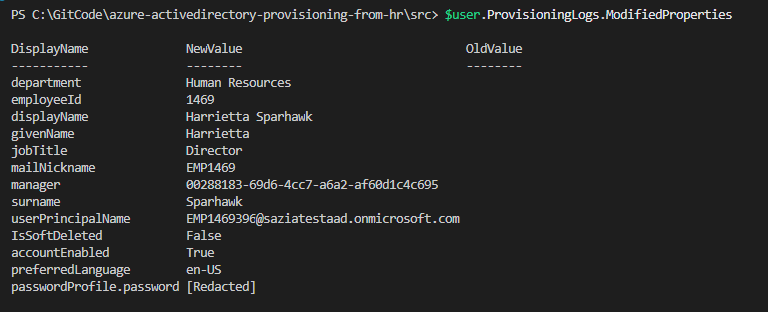 PS C:\GitCode\azure-activedirectory-provisioning-from-hr\src> $user.ProvisioningLogs.ModifiedProperties
DisplayName NewValue OldValue
----------- -------- --------
department Human Resources
employeeId 1469
displayName Harrietta Sparhawk
givenName Harrietta
jobTitle Director
mailNickname EMP1469
manager 00288183-69d6-4cc7-a6a2-af60d1c4c695
surname Sparhawk
userPrincipalName EMP1469396@saziatestaad.onmicrosoft.com
IsSoftDeleted False
accountEnabled True
preferredLanguage en-US
passwordProfile.password [Redacted]